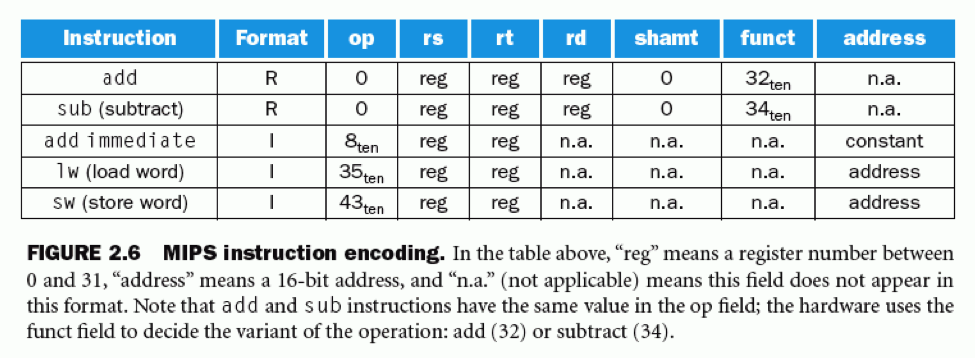 Instruction Format op rs rt rd shamt funct address
add R 0 reg reg reg 0 32ten n.a.
sub (subtract) R 0 reg reg reg 0 34ten n.a.
add immediate I 8ten reg reg n.a. n.a. n.a. constant
lw (load word) I 35ten reg reg n.a. n.a. n.a. address
sw (store word) I 43ten reg reg n.a. n.a. n.a. address
FIGURE 2.6 MIPS instruction encoding. In the table above, “reg” means a register number between
0 and 31, “address” means a 16-bit address, and “n.a.” (not applicable) means this field does not appear in
this format. Note that add and sub instructions have the same value in the op field; the hardware uses the
funct field to decide the variant of the operation: add (32) or subtract (34).